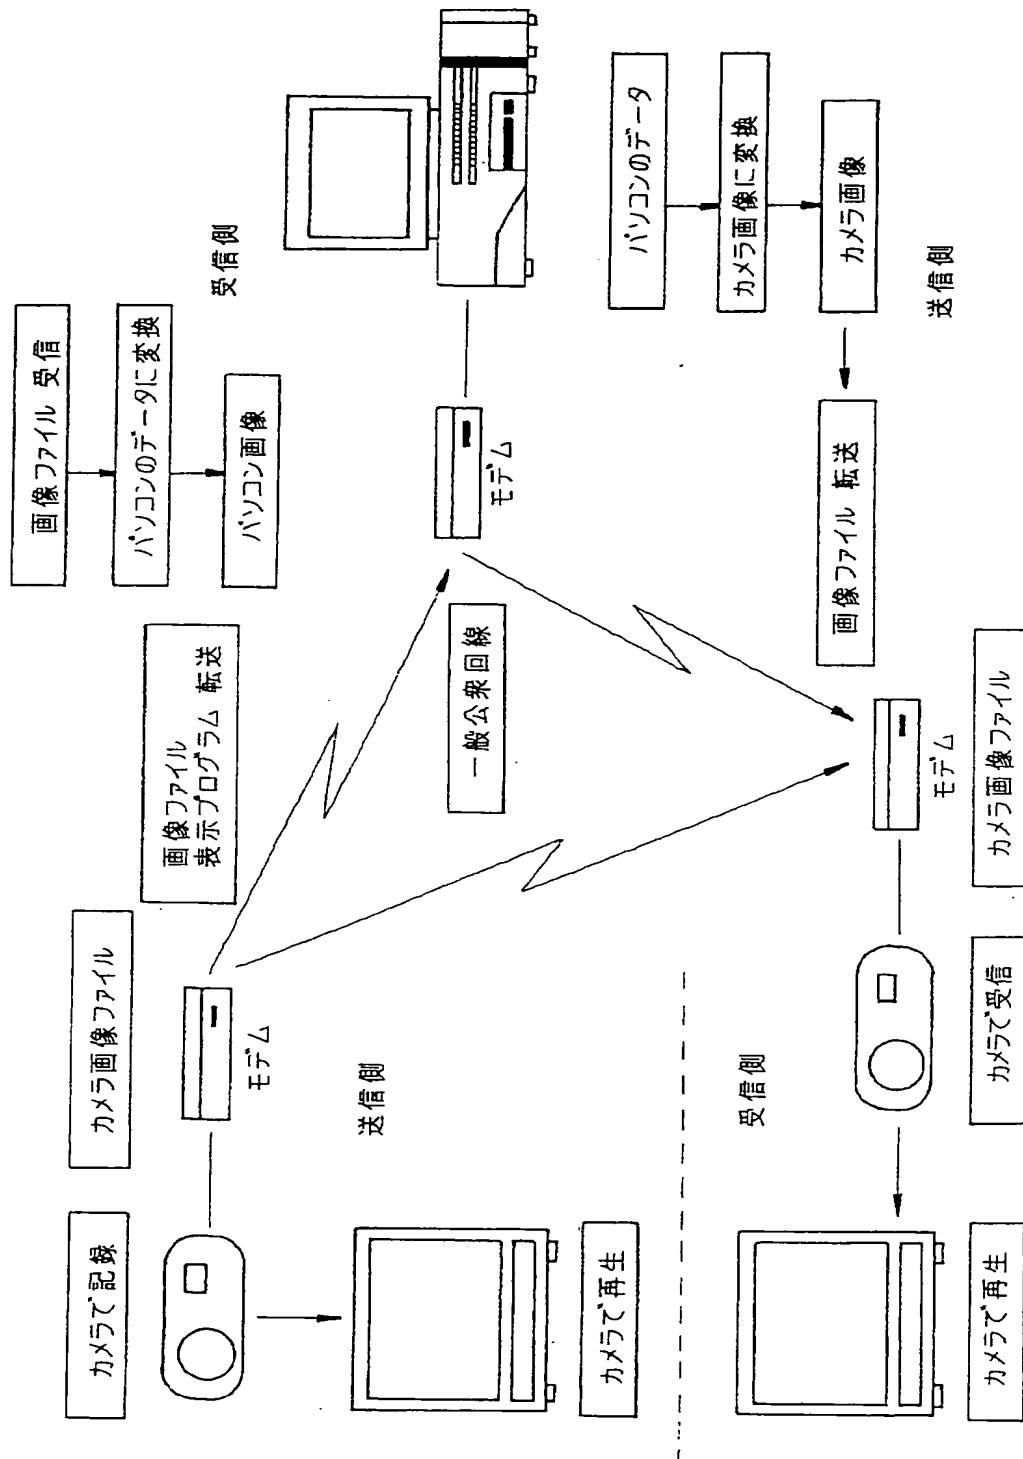 カメラで記録
カメラ画像ファイル
画像ファイル
表示プログラム 転送
画像ファイル 受信
パソコンのデータに変換
パソコン画像
モデム
受信側
送信側
モデム
一般公衆回線
カメラで再生
パソコンのデータ
カメラ画像に変換
カメラ画像
送信側
画像ファイル 転送
受信側
モデム
カメラで再生
カメラで受信
カメラ画像ファイル